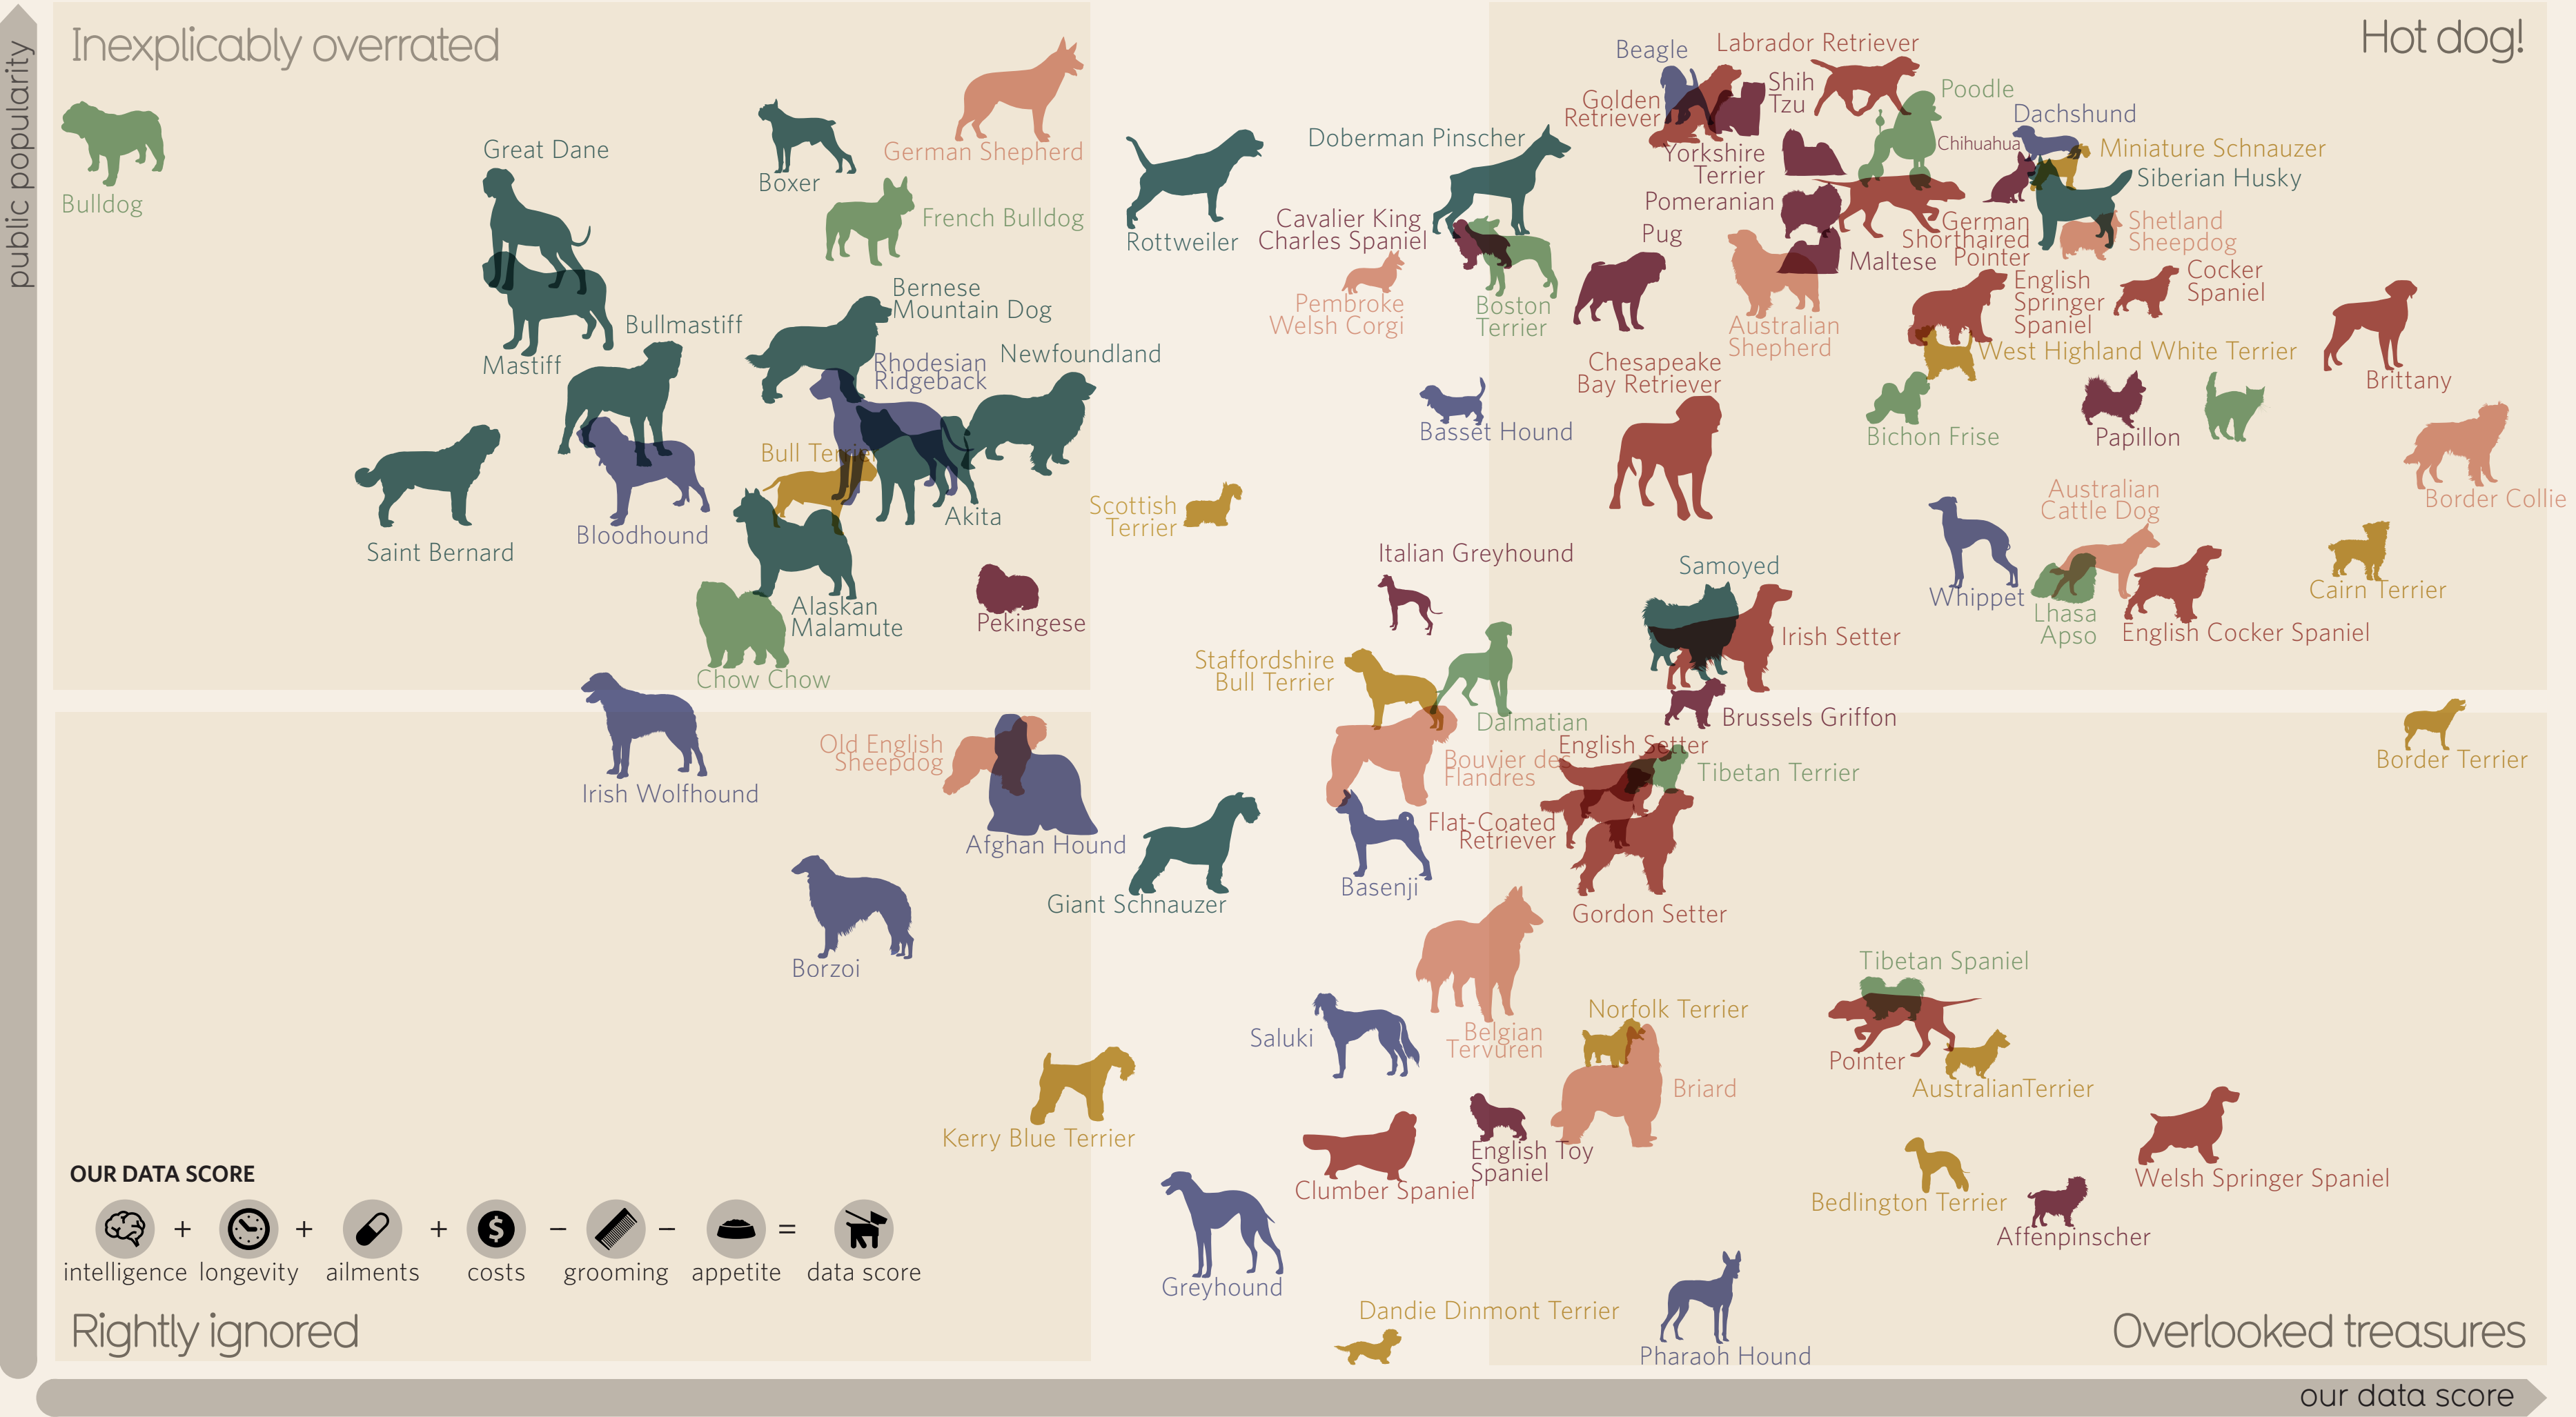 public popularity
Inexplicably overrated
Hot dog!
Bulldog
Great Dane
Boxer
German Shepherd
French Bulldog
Mastiff
Bullmastiff
Bernese
Mountain Dog
Rhodesian
Ridgeback
Newfoundland
Saint Bernard
Bloodhound
Bull Terrier
Akita
Alaskan
Malamute
Pekingese
Chow Chow
Rottweiler
Doberman Pinscher
Cavalier King
Charles Spaniel
Pembroke
Welsh Corgi
Boston
Terrier
Basset Hound
Scottish
Terrier
Italian Greyhound
Staffordshire
Bull Terrier
Dalmatian
Beagle
Labrador Retriever
Golden
Retriever
Shih
Tzu
Poodle
Dachshund
Chihuahua
Miniature Schnauzer
Siberian Husky
Yorkshire
Terrier
Pomeranian
Pug
Maltese
German
Shorthaired
Pointer
Shetland
Sheepdog
Australian
Shepherd
English
Springer
Spaniel
Cocker
Spaniel
West Highland White Terrier
Brittany
Chesapeake
Bay Retriever
Bichon Frise
Papillon
Border Collie
Australian
Cattle Dog
Whippet
Lhasa
Apso
English Cocker Spaniel
Cairn Terrier
Samoyed
Irish Setter
Brussels Griffon
Border Terrier
Irish Wolfhound
Old English
Sheepdog
Afghan Hound
Borzoi
Giant Schnauzer
Bouvier des
Flandres
English Setter
Tibetan Terrier
Flat-Coated
Retriever
Basenji
Gordon Setter
Saluki
Belgian
Tervuren
Norfolk Terrier
Briard
Tibetan Spaniel
Pointer
AustralianTerrier
Kerry Blue Terrier
English Toy
Spaniel
Clumber Spaniel
Welsh Springer Spaniel
Bedlington Terrier
Affenpinscher
Greyhound
Dandie Dinmont Terrier
Pharaoh Hound
OUR DATA SCORE
+ + + $ − − =
intelligence longevity ailments costs grooming appetite data score
Rightly ignored
Overlooked treasures
our data score